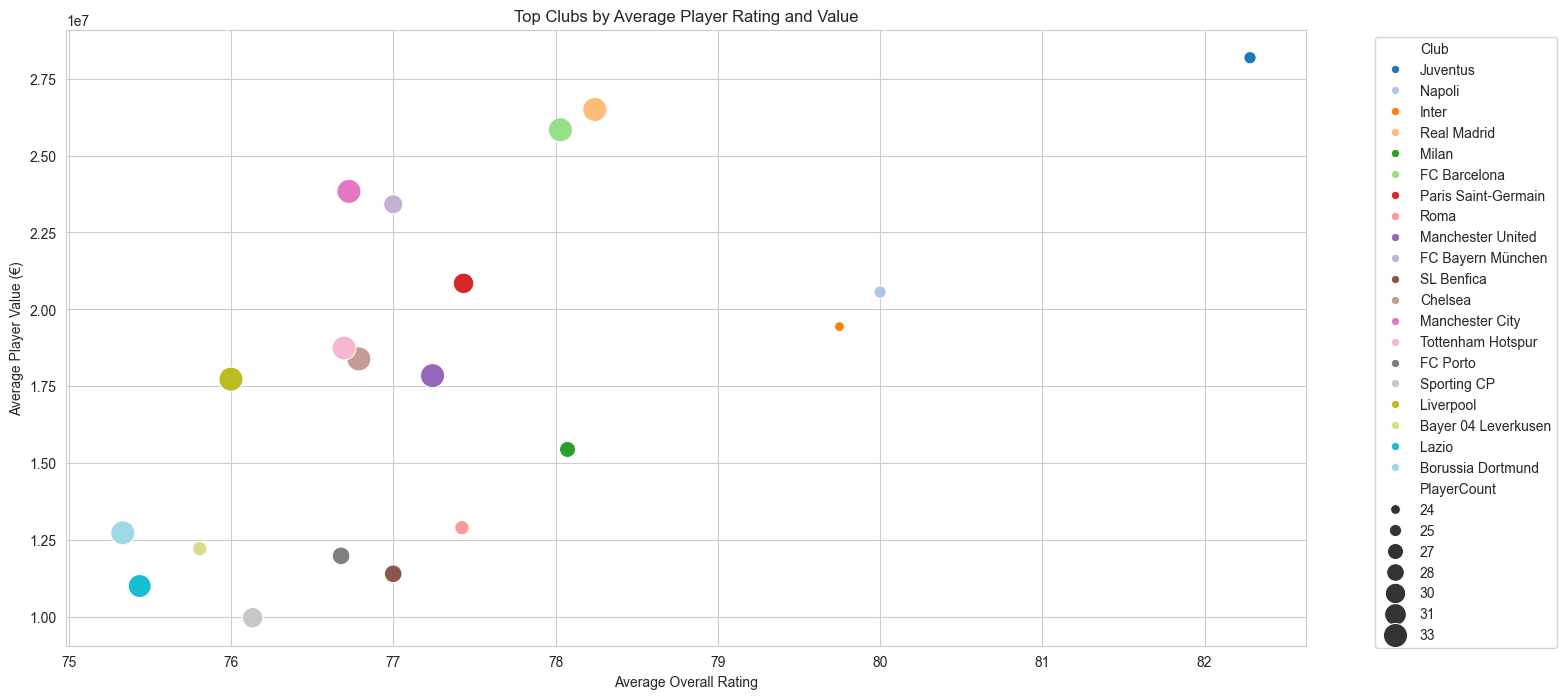 Top Clubs by Average Player Rating and Value
1e7
2.75
2.50
2.25
2.00
1.75
1.50
1.25
1.00
Average Player Value (€)
75 76 77 78 79 80 81 82
Average Overall Rating
Club
Juventus
Napoli
Inter
Real Madrid
Milan
FC Barcelona
Paris Saint-Germain
Roma
Manchester United
FC Bayern München
SL Benfica
Chelsea
Manchester City
Tottenham Hotspur
FC Porto
Sporting CP
Liverpool
Bayer 04 Leverkusen
Lazio
Borussia Dortmund
PlayerCount
24
25
27
28
30
31
33